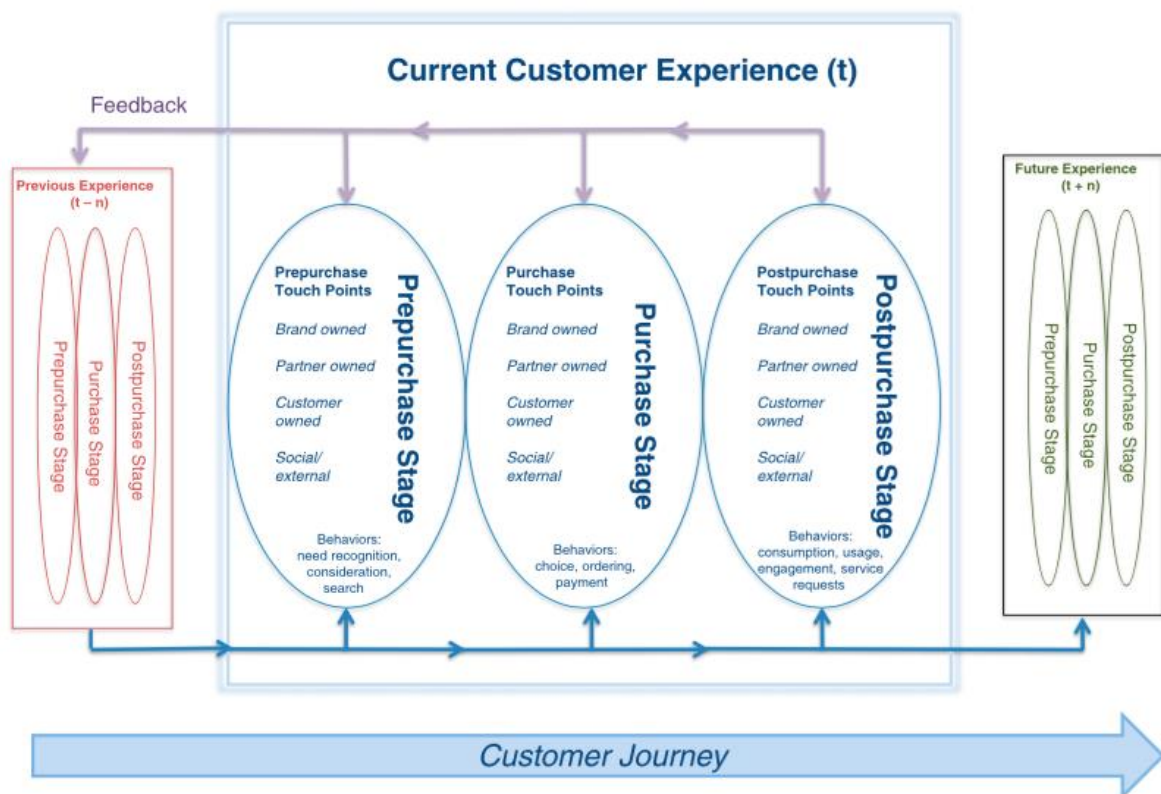 Current Customer Experience (t)
Feedback
Previous Experience
(t – n)
Prepurchase Stage
Purchase Stage
Postpurchase Stage
Prepurchase
Touch Points
Brand owned
Partner owned
Customer
owned
Social/
external
Prepurchase Stage
Behaviors:
need recognition,
consideration,
search
Purchase
Touch Points
Brand owned
Partner owned
Customer
owned
Social/
external
Purchase Stage
Behaviors:
choice, ordering,
payment
Postpurchase
Touch Points
Brand owned
Partner owned
Customer
owned
Social/
external
Postpurchase Stage
Behaviors:
consumption, usage,
engagement, service
requests
Future Experience
(t + n)
Prepurchase Stage
Purchase Stage
Postpurchase Stage
Customer Journey